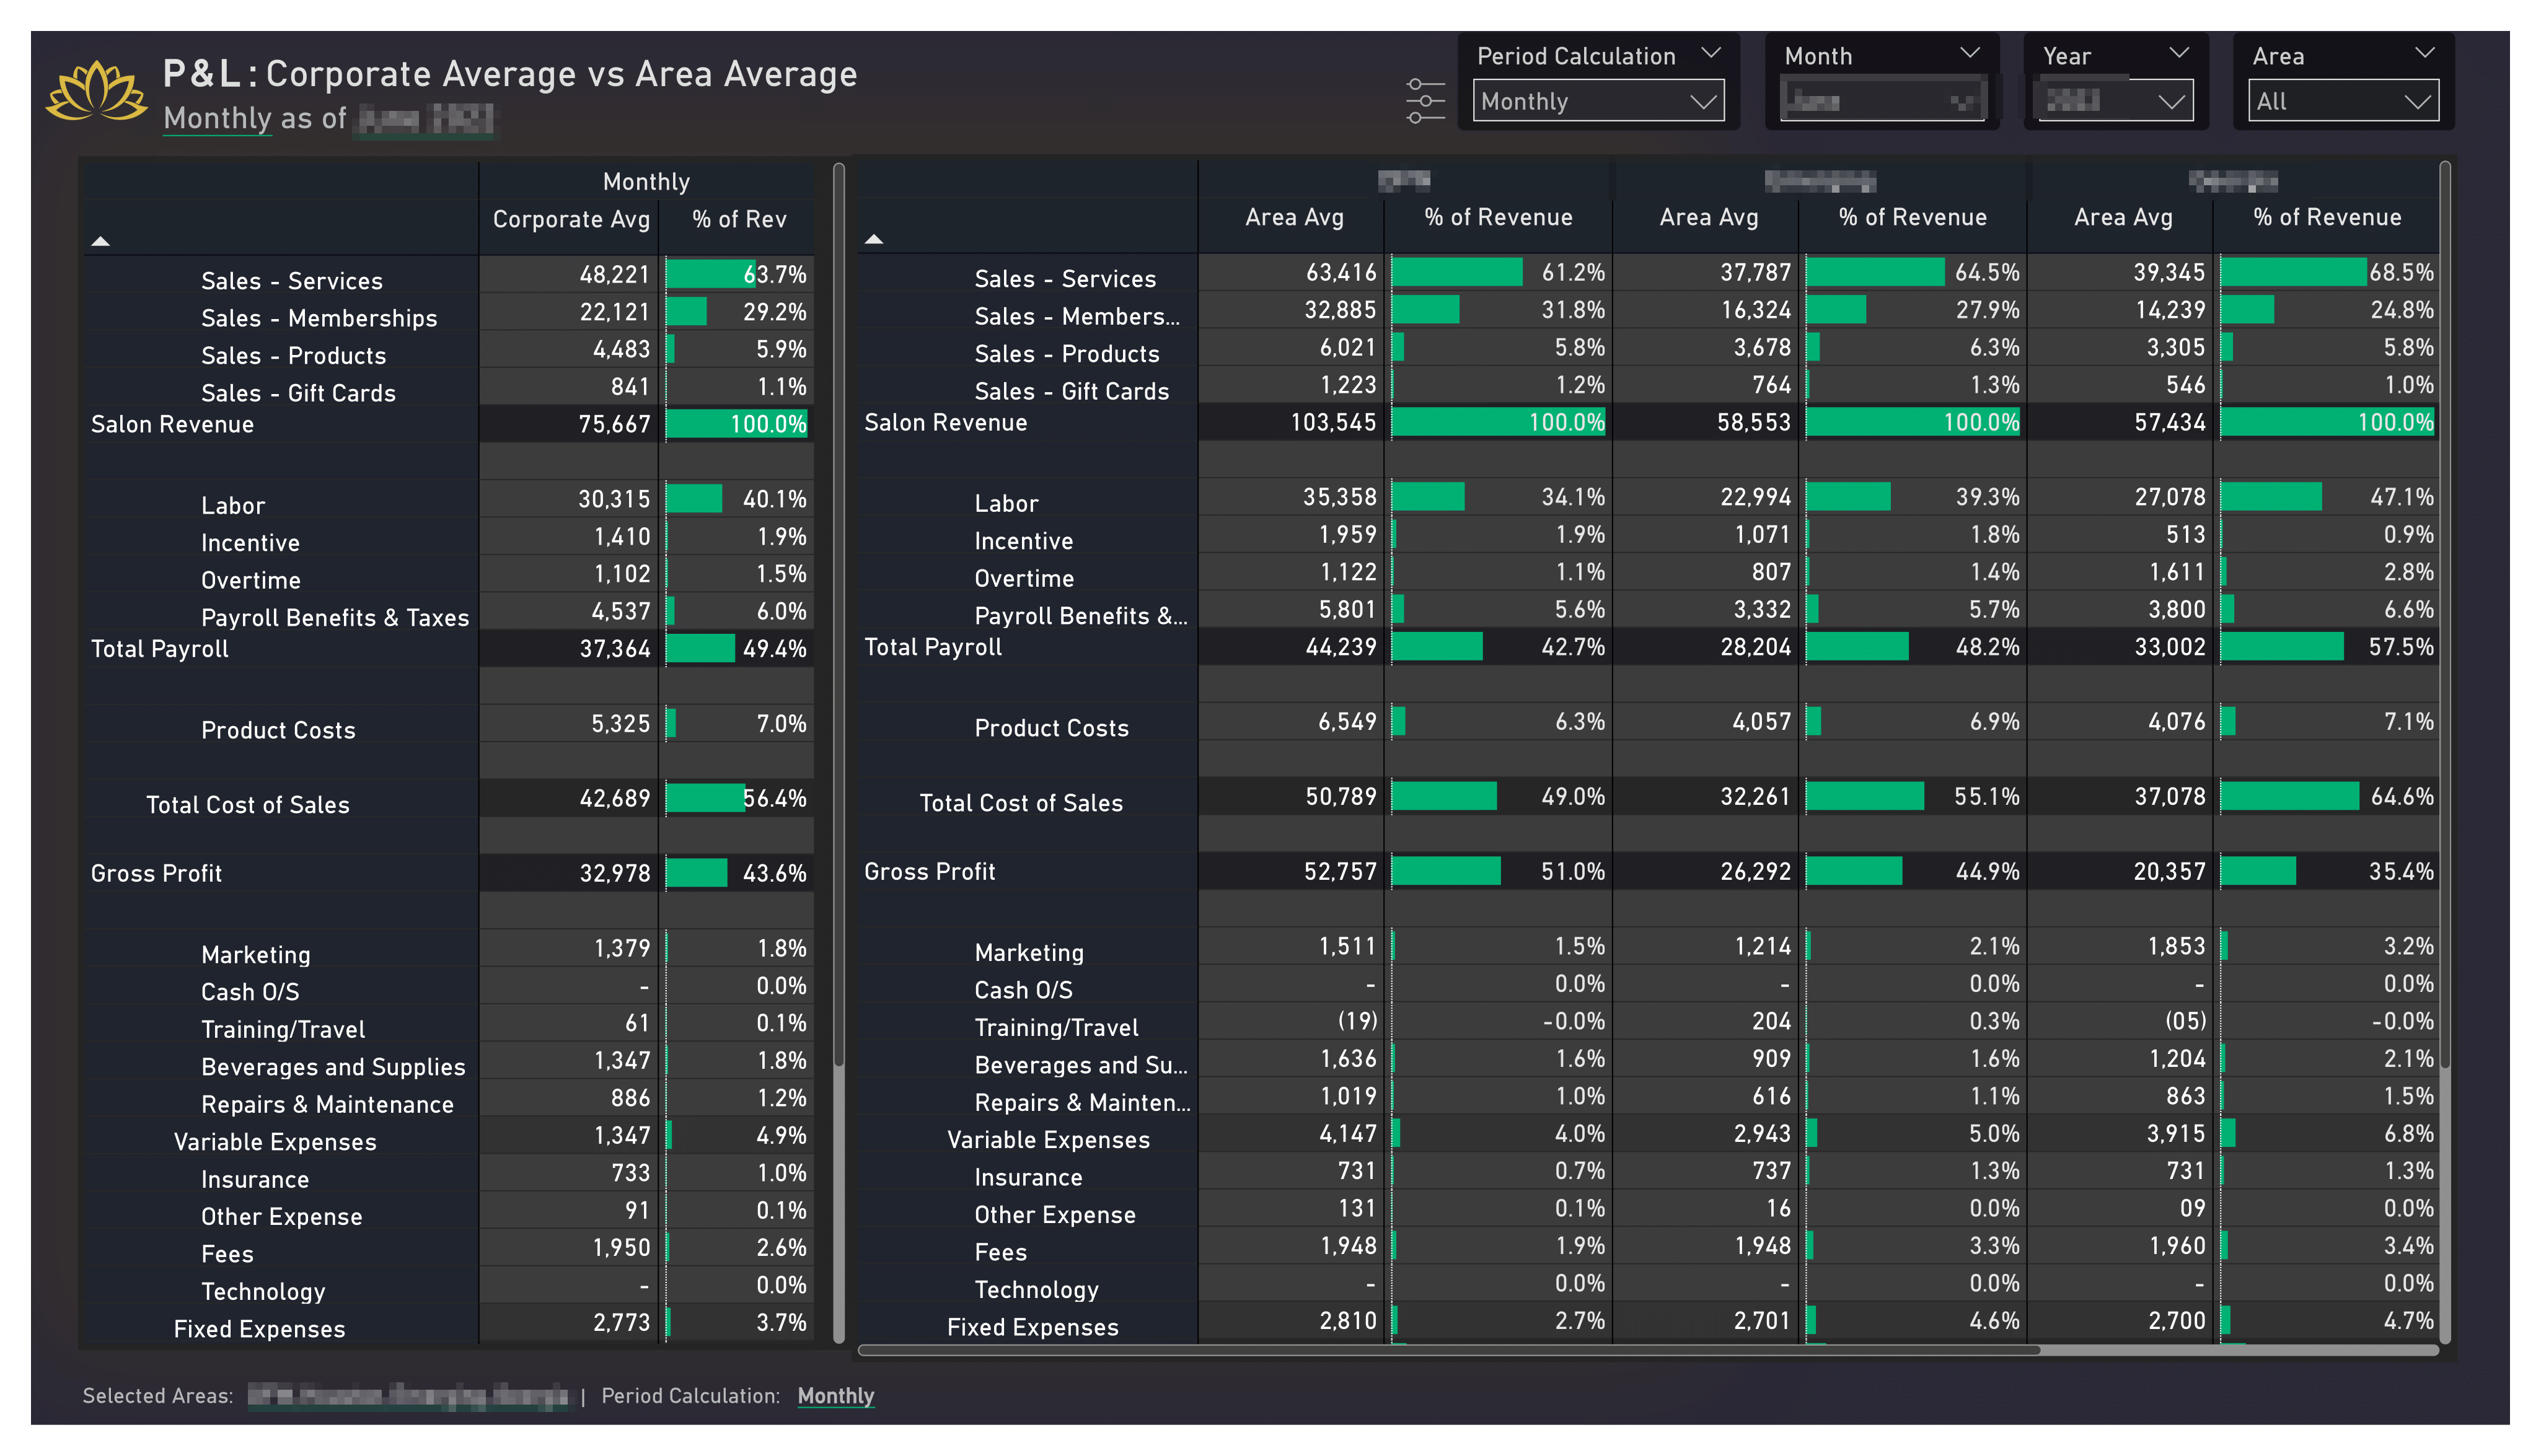 P&L: Corporate Average vs Area Average
Monthly as of
Period Calculation
Monthly
Month
Year
Area
All
Monthly
Corporate Avg % of Rev
Sales - Services 48,221 63.7%
Sales - Memberships 22,121 29.2%
Sales - Products 4,483 5.9%
Sales - Gift Cards 841 1.1%
Salon Revenue 75,667 100.0%
Labor 30,315 40.1%
Incentive 1,410 1.9%
Overtime 1,102 1.5%
Payroll Benefits & Taxes 4,537 6.0%
Total Payroll 37,364 49.4%
Product Costs 5,325 7.0%
Total Cost of Sales 42,689 56.4%
Gross Profit 32,978 43.6%
Marketing 1,379 1.8%
Cash O/S - 0.0%
Training/Travel 61 0.1%
Beverages and Supplies 1,347 1.8%
Repairs & Maintenance 886 1.2%
Variable Expenses 1,347 4.9%
Insurance 733 1.0%
Other Expense 91 0.1%
Fees 1,950 2.6%
Technology - 0.0%
Fixed Expenses 2,773 3.7%
Area Avg % of Revenue Area Avg % of Revenue Area Avg % of Revenue
Sales - Services 63,416 61.2% 37,787 64.5% 39,345 68.5%
Sales - Members... 32,885 31.8% 16,324 27.9% 14,239 24.8%
Sales - Products 6,021 5.8% 3,678 6.3% 3,305 5.8%
Sales - Gift Cards 1,223 1.2% 764 1.3% 546 1.0%
Salon Revenue 103,545 100.0% 58,553 100.0% 57,434 100.0%
Labor 35,358 34.1% 22,994 39.3% 27,078 47.1%
Incentive 1,959 1.9% 1,071 1.8% 513 0.9%
Overtime 1,122 1.1% 807 1.4% 1,611 2.8%
Payroll Benefits &... 5,801 5.6% 3,332 5.7% 3,800 6.6%
Total Payroll 44,239 42.7% 28,204 48.2% 33,002 57.5%
Product Costs 6,549 6.3% 4,057 6.9% 4,076 7.1%
Total Cost of Sales 50,789 49.0% 32,261 55.1% 37,078 64.6%
Gross Profit 52,757 51.0% 26,292 44.9% 20,357 35.4%
Marketing 1,511 1.5% 1,214 2.1% 1,853 3.2%
Cash O/S - 0.0% - 0.0% - 0.0%
Training/Travel (19) -0.0% 204 0.3% (05) -0.0%
Beverages and Su... 1,636 1.6% 909 1.6% 1,204 2.1%
Repairs & Mainten... 1,019 1.0% 616 1.1% 863 1.5%
Variable Expenses 4,147 4.0% 2,943 5.0% 3,915 6.8%
Insurance 731 0.7% 737 1.3% 731 1.3%
Other Expense 131 0.1% 16 0.0% 09 0.0%
Fees 1,948 1.9% 1,948 3.3% 1,960 3.4%
Technology - 0.0% - 0.0% - 0.0%
Fixed Expenses 2,810 2.7% 2,701 4.6% 2,700 4.7%
Selected Areas: | Period Calculation: Monthly